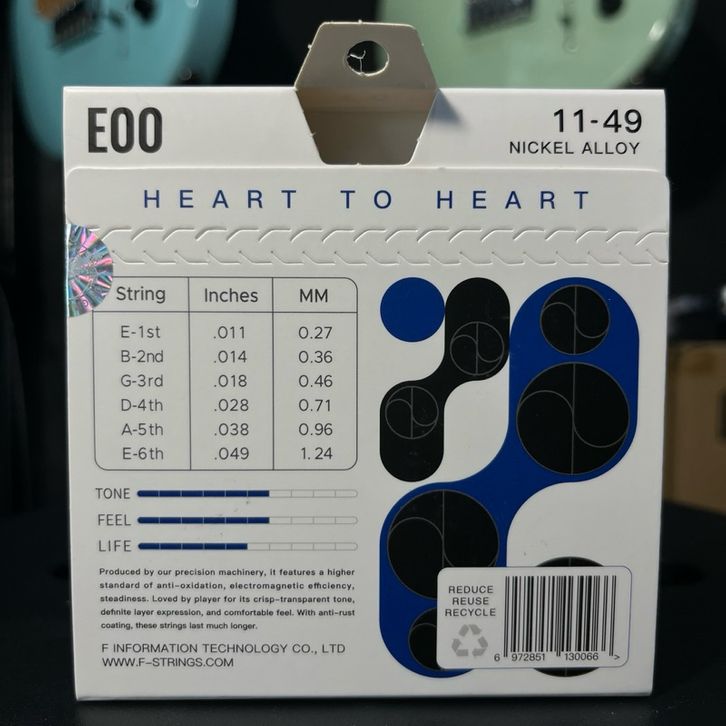 E00
11-49
NICKEL ALLOY
HEART TO HEART
String Inches MM
E-1st .011 0.27
B-2nd .014 0.36
G-3rd .018 0.46
D-4th .028 0.71
A-5th .038 0.96
E-6th .049 1.24
TONE
FEEL
LIFE
Produced by our precision machinery, it features a higher
standard of anti-oxidation, electromagnetic efficiency,
steadiness. Loved by player for its crisp-transparent tone,
definite layer expression, and comfortable feel. With anti-rust
coating, these strings last much longer.
F INFORMATION TECHNOLOGY CO., LTD
WWW.F-STRINGS.COM
REDUCE
REUSE
RECYCLE
6 972851 130066 >